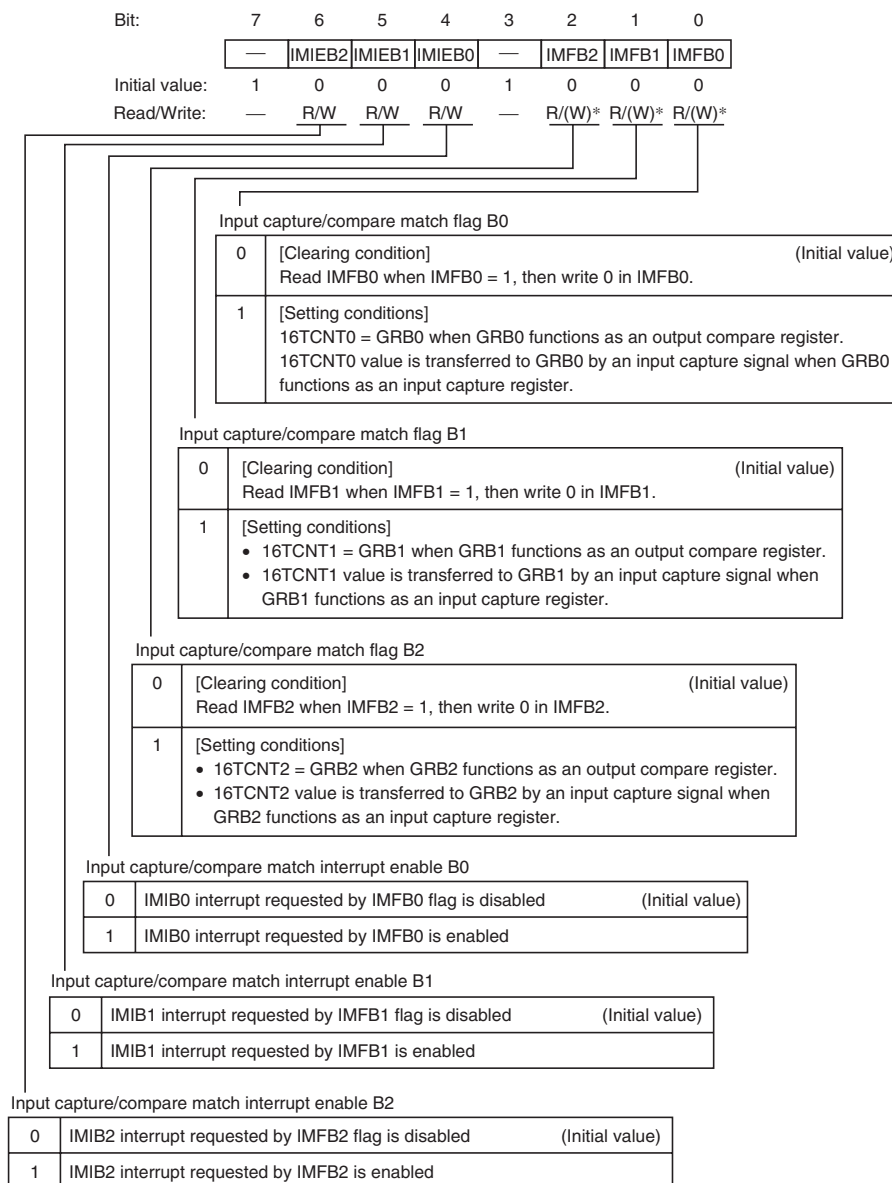 Bit: 7 6 5 4 3 2 1 0
— IMIEB2 IMIEB1 IMIEB0 — IMFB2 IMFB1 IMFB0
Initial value: 1 0 0 0 1 0 0 0
Read/Write: — R/W R/W R/W — R/(W)* R/(W)* R/(W)*
Input capture/compare match flag B0
0 [Clearing condition] (Initial value)
Read IMFB0 when IMFB0 = 1, then write 0 in IMFB0.
1 [Setting conditions]
16TCNT0 = GRB0 when GRB0 functions as an output compare register.
16TCNT0 value is transferred to GRB0 by an input capture signal when GRB0
functions as an input capture register.
Input capture/compare match flag B1
0 [Clearing condition] (Initial value)
Read IMFB1 when IMFB1 = 1, then write 0 in IMFB1.
1 [Setting conditions]
• 16TCNT1 = GRB1 when GRB1 functions as an output compare register.
• 16TCNT1 value is transferred to GRB1 by an input capture signal when
GRB1 functions as an input capture register.
Input capture/compare match flag B2
0 [Clearing condition] (Initial value)
Read IMFB2 when IMFB2 = 1, then write 0 in IMFB2.
1 [Setting conditions]
• 16TCNT2 = GRB2 when GRB2 functions as an output compare register.
• 16TCNT2 value is transferred to GRB2 by an input capture signal when
GRB2 functions as an input capture register.
Input capture/compare match interrupt enable B0
0 IMIB0 interrupt requested by IMFB0 flag is disabled (Initial value)
1 IMIB0 interrupt requested by IMFB0 is enabled
Input capture/compare match interrupt enable B1
0 IMIB1 interrupt requested by IMFB1 flag is disabled (Initial value)
1 IMIB1 interrupt requested by IMFB1 is enabled
Input capture/compare match interrupt enable B2
0 IMIB2 interrupt requested by IMFB2 flag is disabled (Initial value)
1 IMIB2 interrupt requested by IMFB2 is enabled